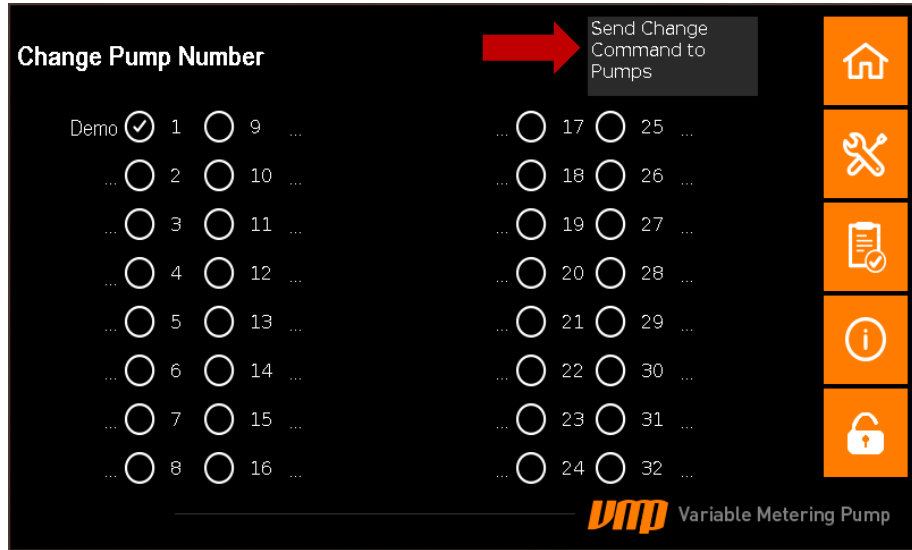 Send Change
Command to
Pumps
Change Pump Number
Demo 1 9 ... ... 17 25 ...
... 2 10 ... ... 18 26 ...
... 3 11 ... ... 19 27 ...
... 4 12 ... ... 20 28 ...
... 5 13 ... ... 21 29 ...
... 6 14 ... ... 22 30 ...
... 7 15 ... ... 23 31 ...
... 8 16 ... ... 24 32 ...
vmp Variable Metering Pump